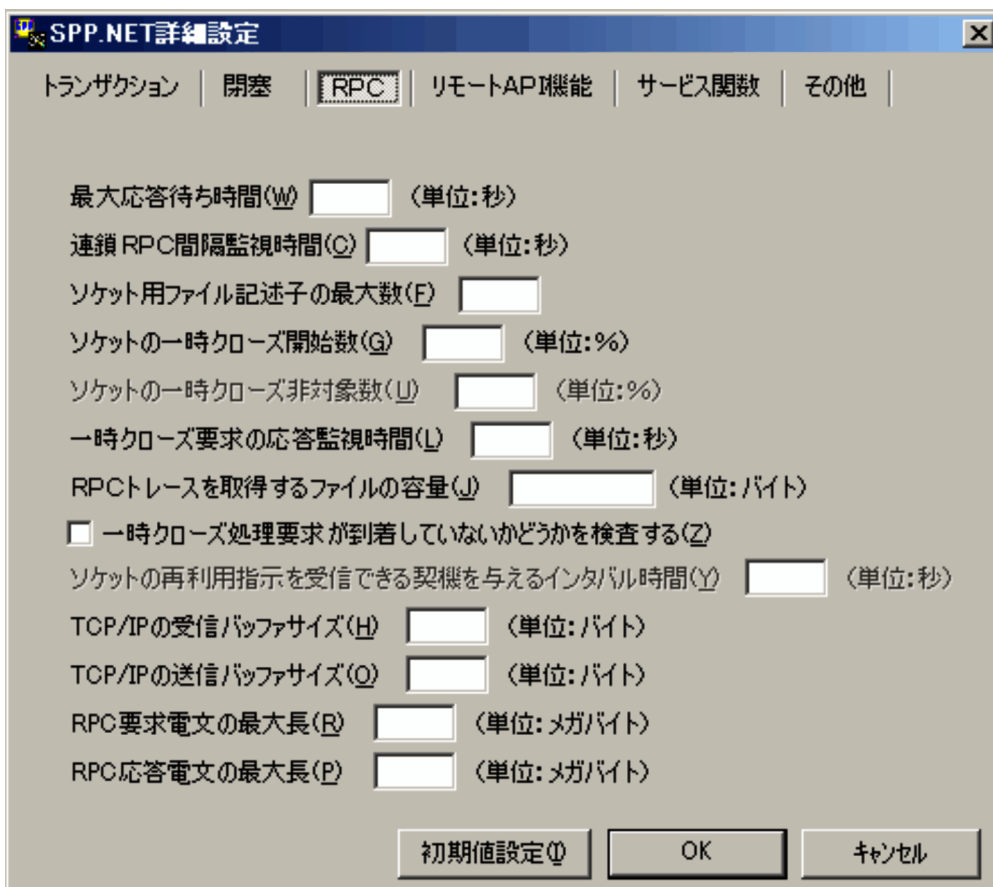 SPP.NET詳細設定
トランザクション 閉塞 RPC リモートAPI機能 サービス関数 その他
最大応答待ち時間(W) (単位:秒)
連鎖RPC間隔監視時間(C) (単位:秒)
ソケット用ファイル記述子の最大数(F)
ソケットの一時クローズ開始数(G) (単位:%)
ソケットの一時クローズ非対象数(U) (単位:%)
一時クローズ要求の応答監視時間(L) (単位:秒)
RPCトレースを取得するファイルの容量(J) (単位:バイト)
一時クローズ処理要求が到着していないかどうかを検査する(Z)
ソケットの再利用指示を受信できる契機を与えるインタバル時間(Y) (単位:秒)
TCP/IPの受信バッファサイズ(H) (単位:バイト)
TCP/IPの送信バッファサイズ(O) (単位:バイト)
RPC要求電文の最大長(R) (単位:メガバイト)
RPC応答電文の最大長(P) (単位:メガバイト)
初期値設定(I) OK キャンセル